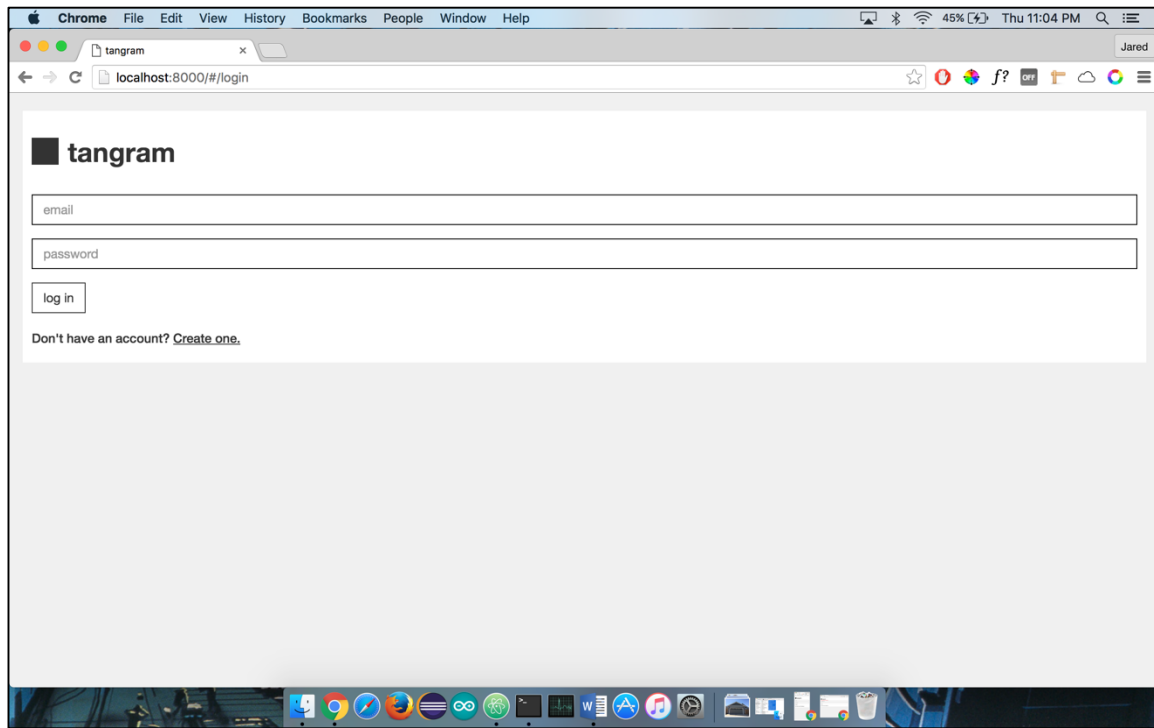 Chrome File Edit View History Bookmarks People Window Help 45% Thu 11:04 PM
tangram Jared
localhost:8000/#/login f? OFF
tangram
email
password
log in
Don't have an account? Create one.